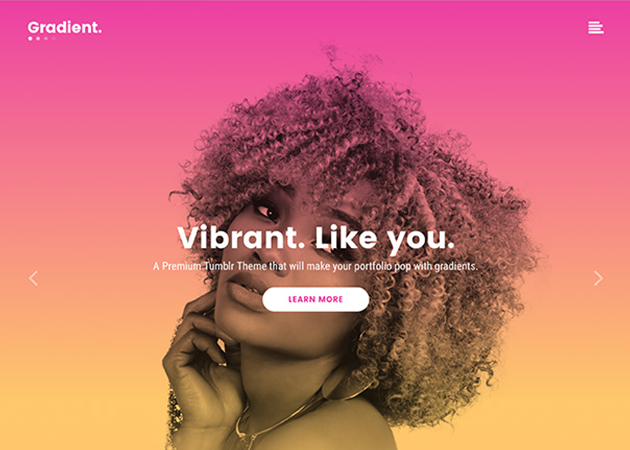 Gradient.
Vibrant. Like you.
A Premium Tumblr Theme that will make your portfolio pop with gradients.
LEARN MORE